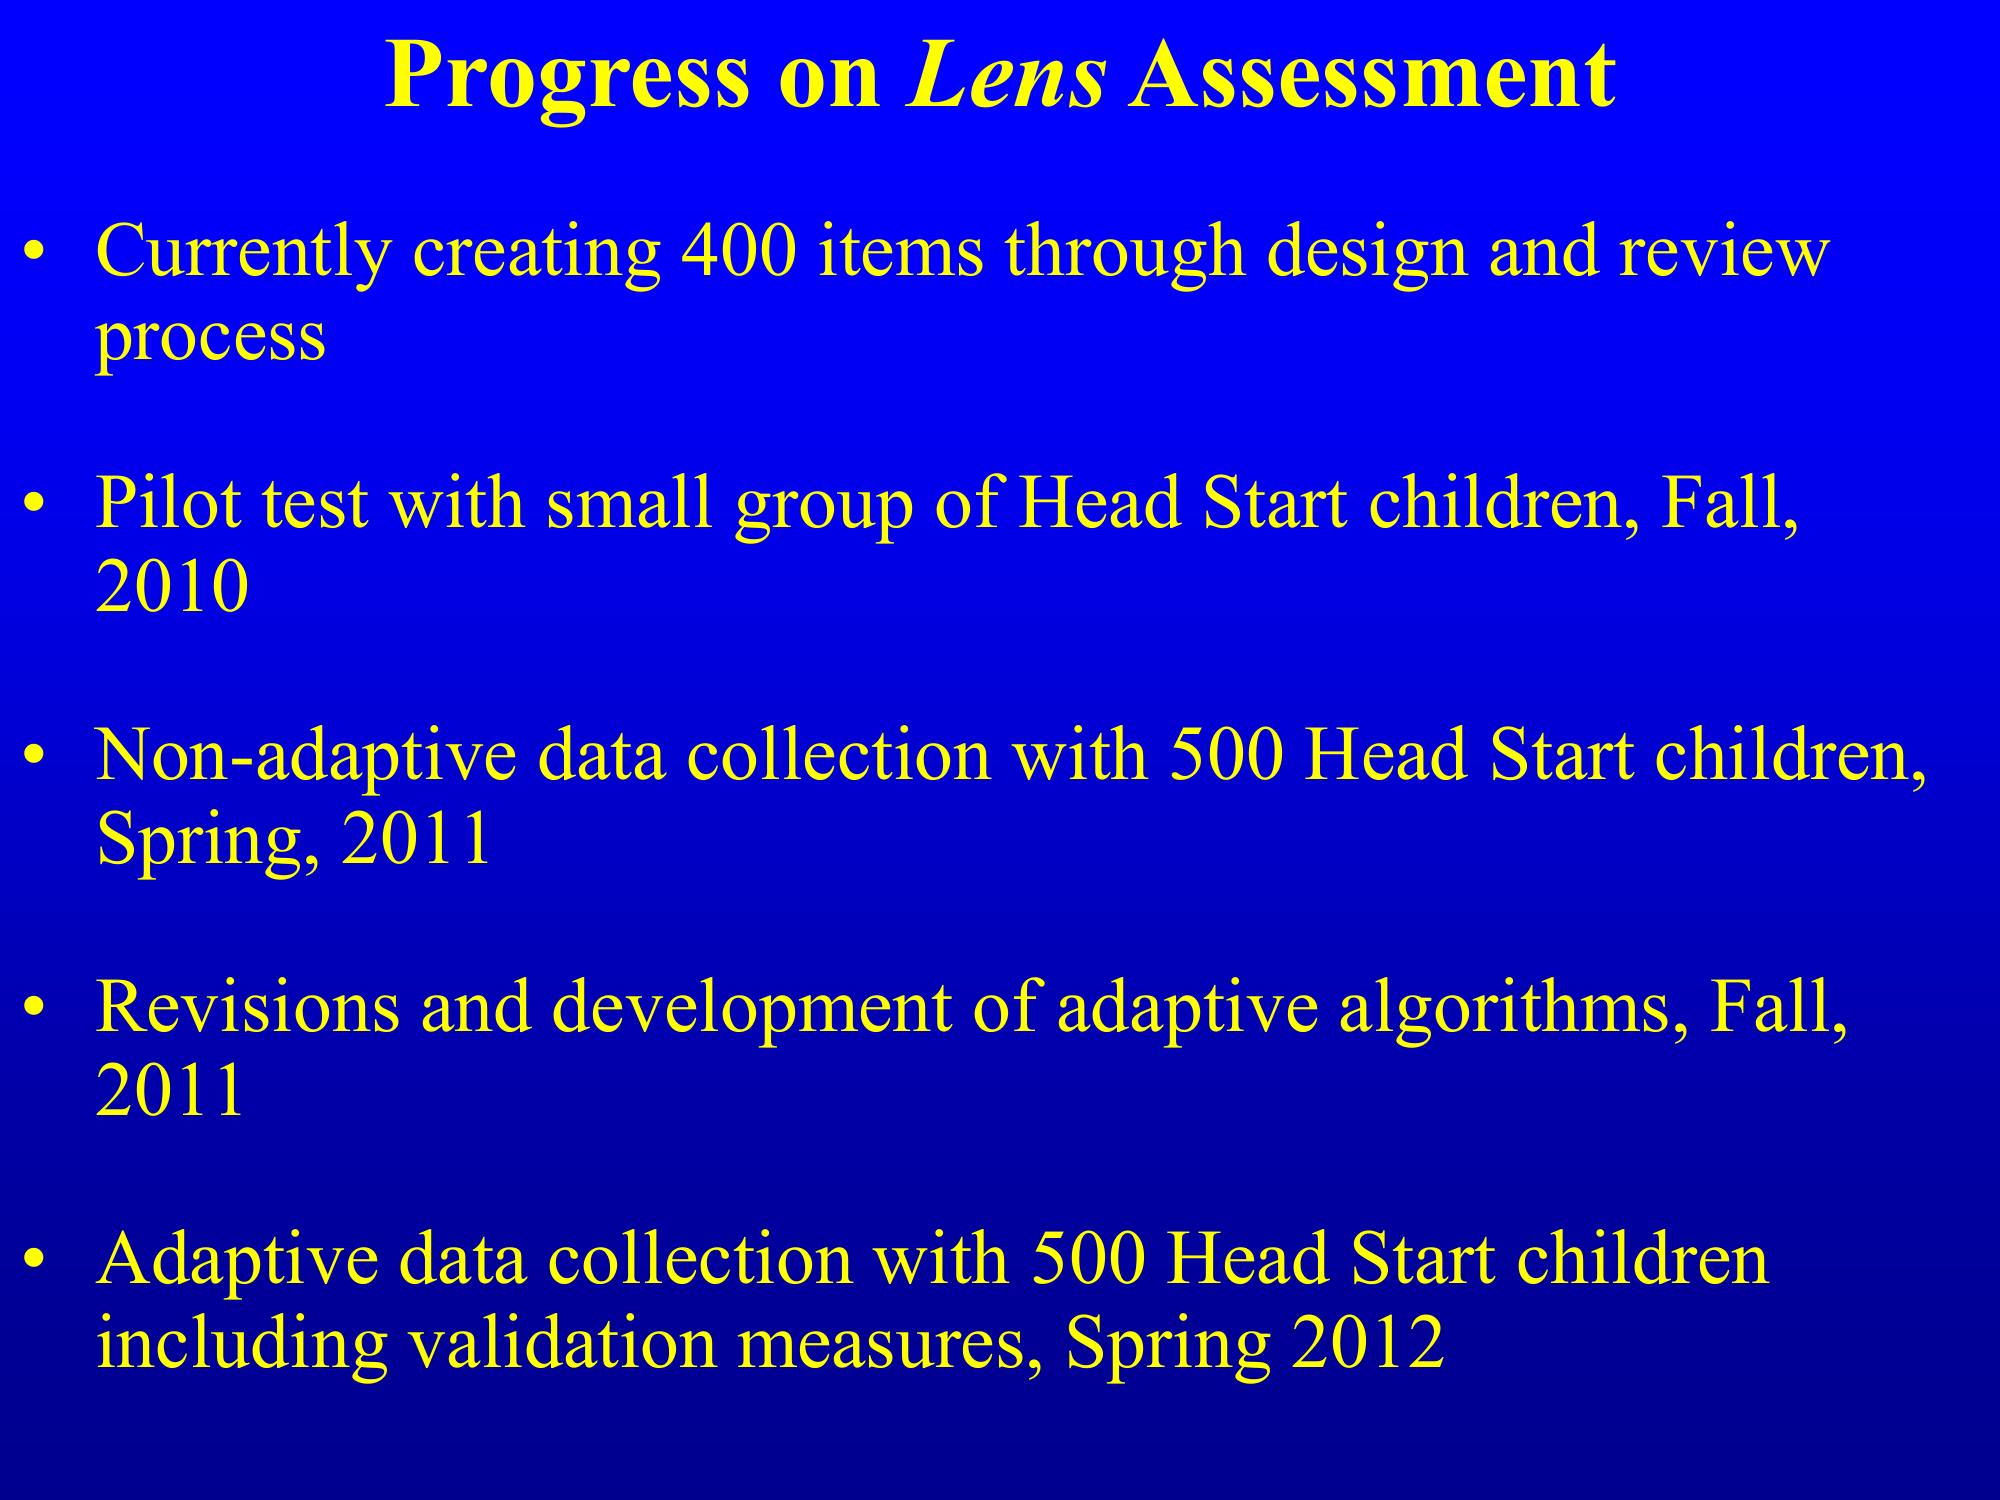 Progress on Lens Assessment
• Currently creating 400 items through design and review
process
• Pilot test with small group of Head Start children, Fall,
2010
• Non-adaptive data collection with 500 Head Start children,
Spring, 2011
• Revisions and development of adaptive algorithms, Fall,
2011
• Adaptive data collection with 500 Head Start children
including validation measures, Spring 2012